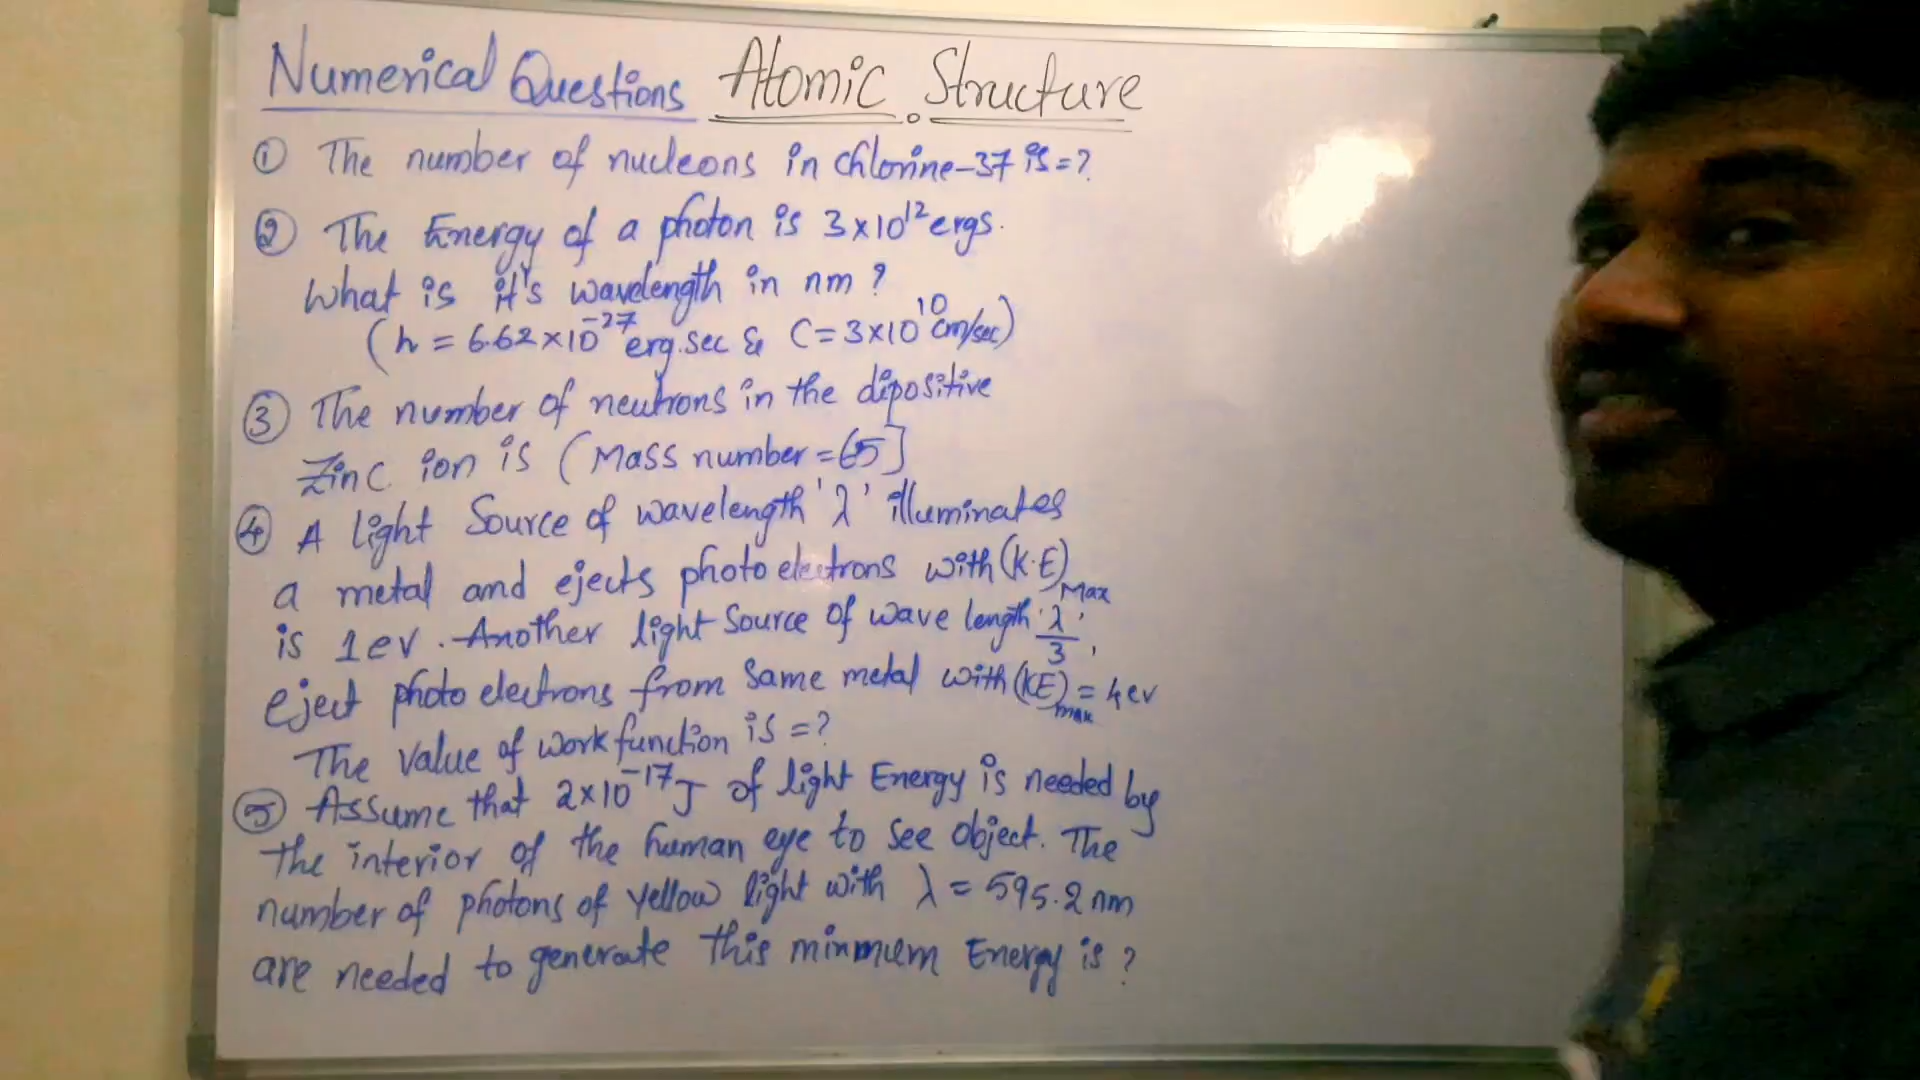 Numerical Questions Atomic Structure
① The number of nucleons in chlorine-37 is=?
② The Energy of a photon is 3×10¹² ergs.
What is it's wavelength in nm?
(h = 6.62×10⁻²⁷ erg.sec & C=3×10¹⁰ cm/sec)
③ The number of neutrons in the dipositive
Zinc ion is (Mass number=65]
④ A light Source of wavelength 'λ' illuminates
a metal and ejects photo electrons with (K.E)Max
is 1ev. Another light Source of wave length 'λ/3',
eject photo electrons from Same metal with (KE)max = 4ev
The value of work function is =?
⑤ Assume that 2×10⁻¹⁷J of light Energy is needed by
the interior of the human eye to see object. The
number of photons of yellow light with λ = 595.2 nm
are needed to generate this minmum Energy is ?